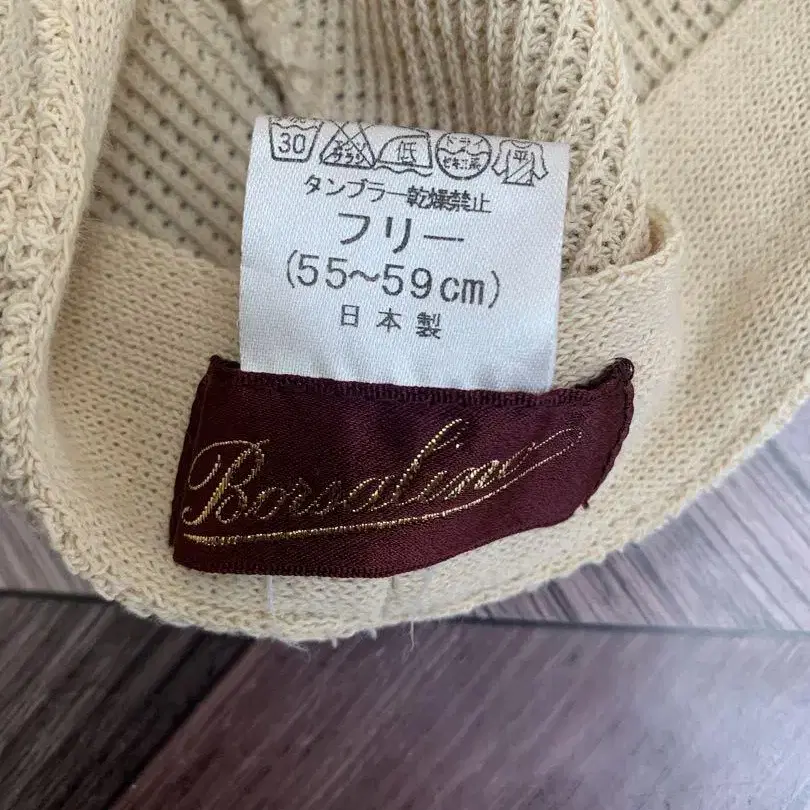 30 低 平
タンブラー乾燥禁止
フリー
(55～59cm)
日本製
Borsalino